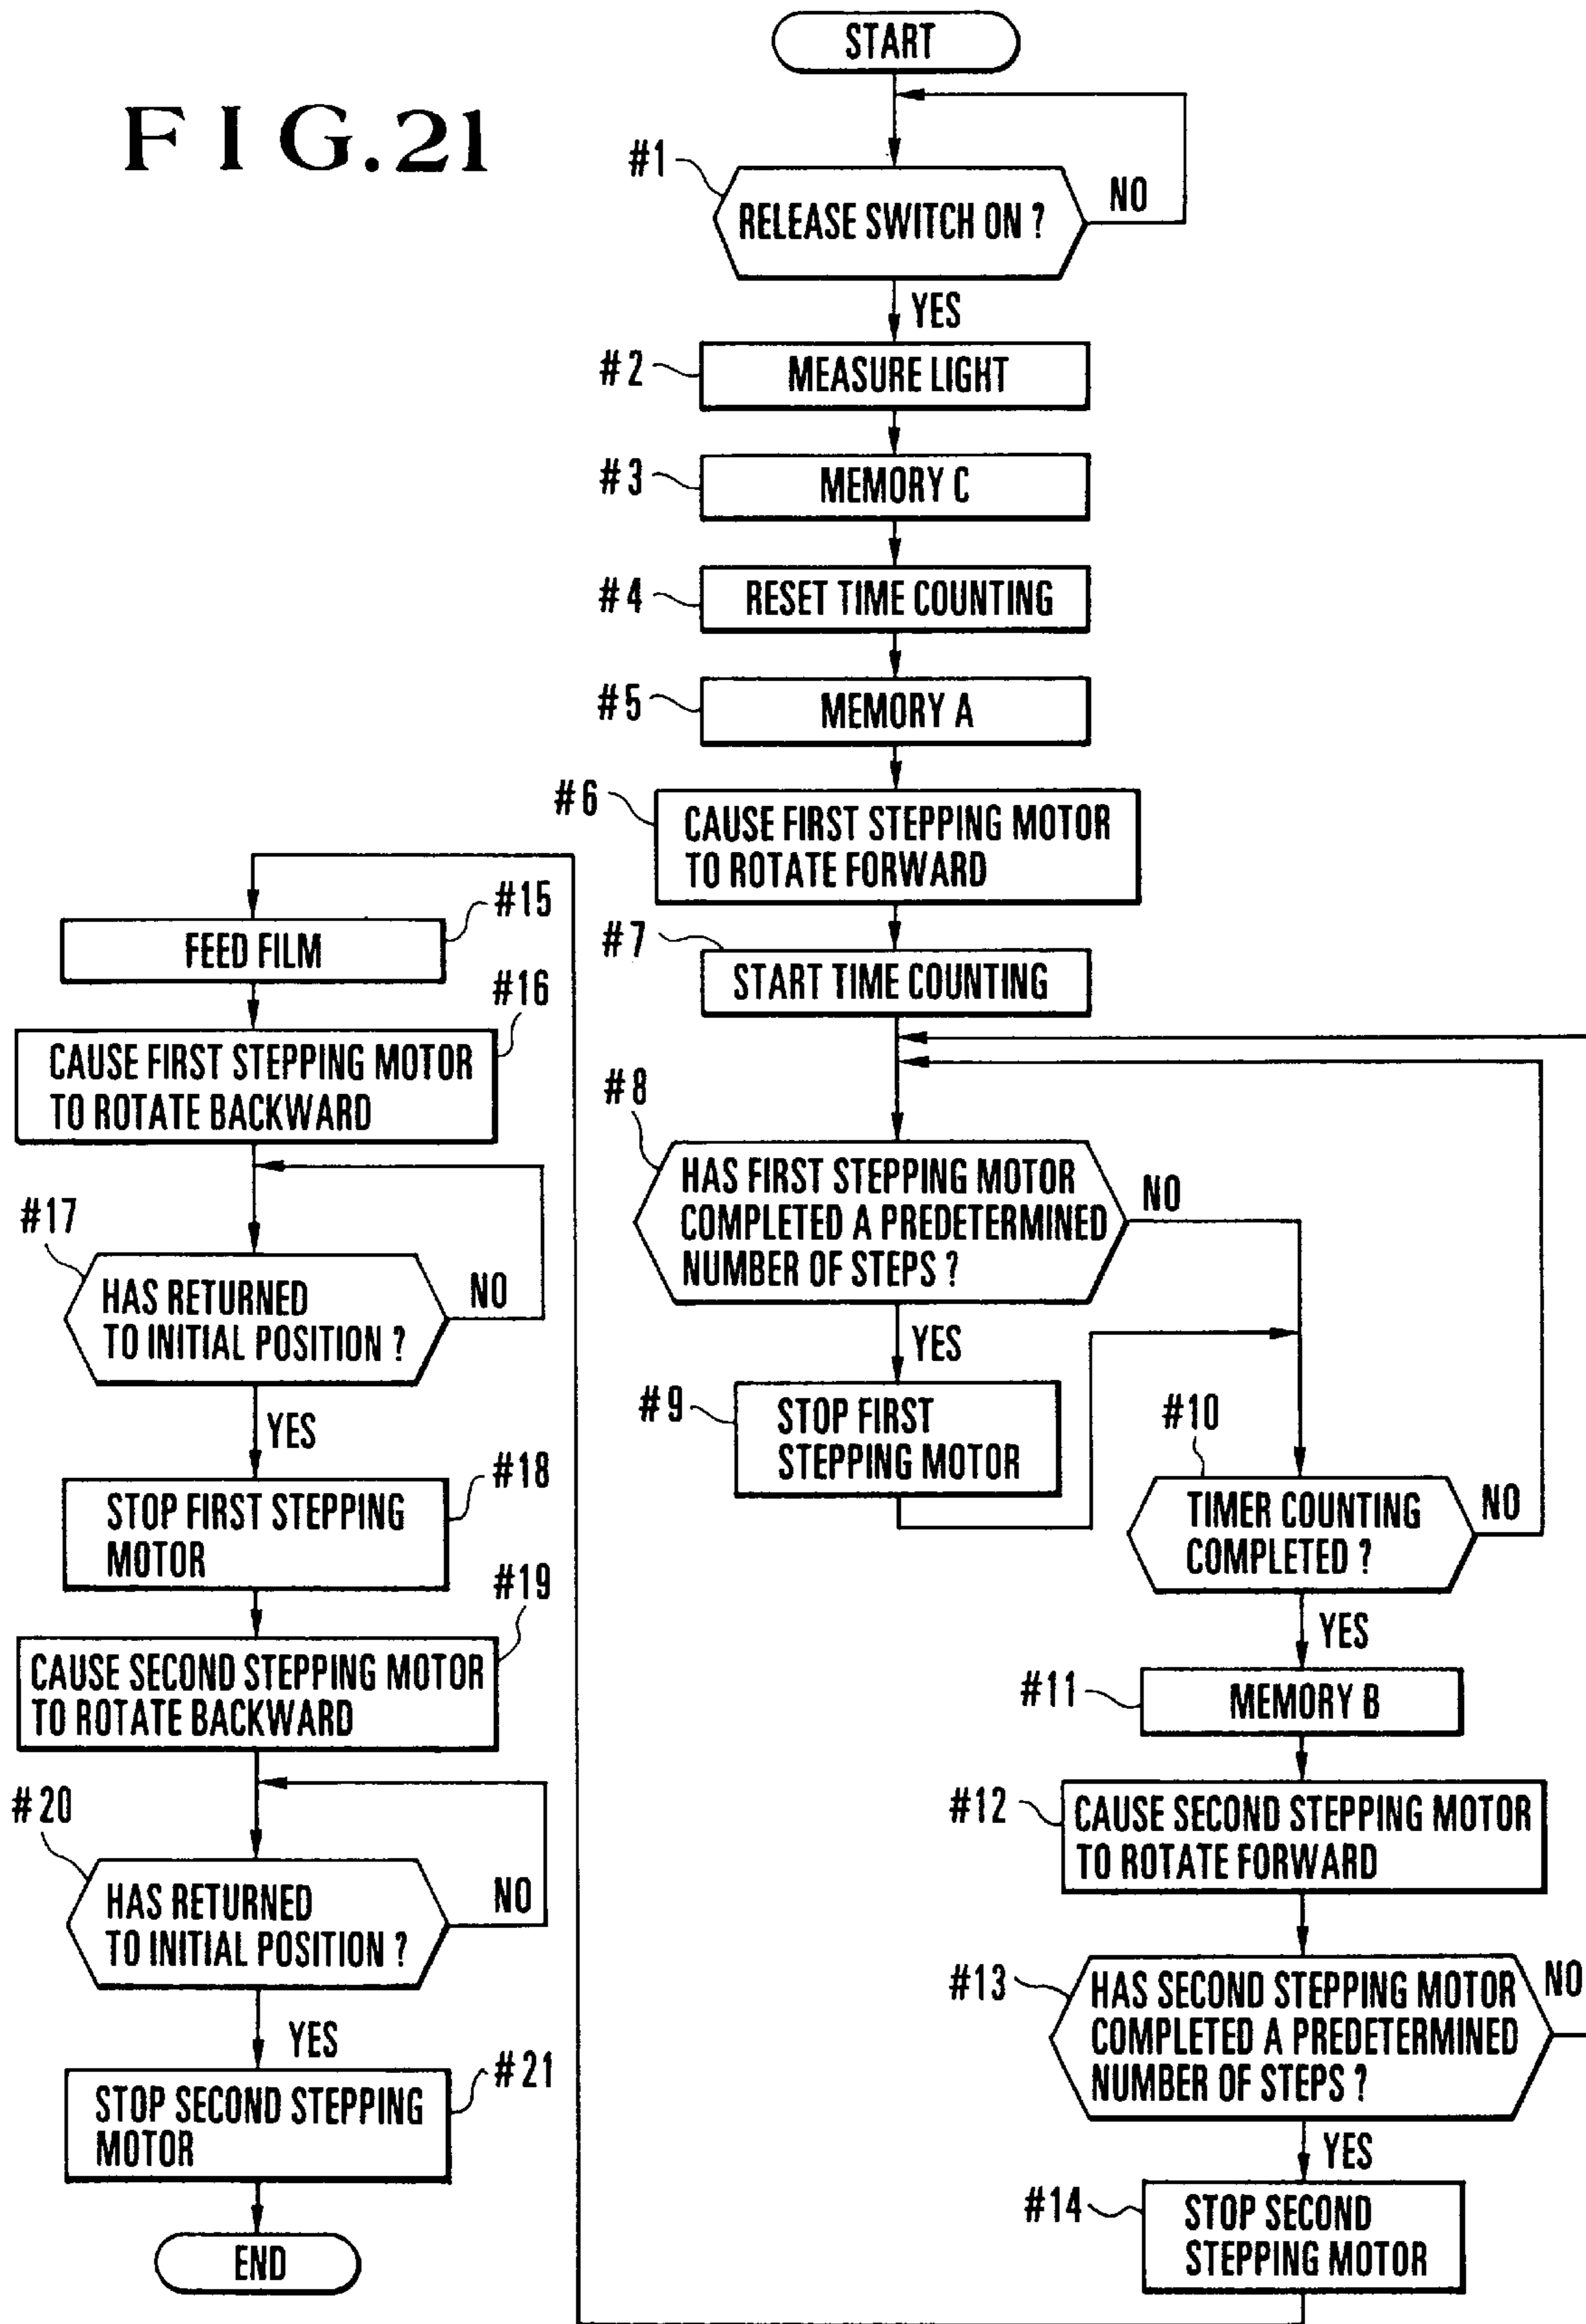 FIG.21
START
#1
RELEASE SWITCH ON ?
NO
YES
#2
MEASURE LIGHT
#3
MEMORY C
#4
RESET TIME COUNTING
#5
MEMORY A
#6
CAUSE FIRST STEPPING MOTOR
TO ROTATE FORWARD
#7
START TIME COUNTING
#8
HAS FIRST STEPPING MOTOR
COMPLETED A PREDETERMINED
NUMBER OF STEPS ?
NO
YES
#9
STOP FIRST
STEPPING MOTOR
#10
TIMER COUNTING
COMPLETED ?
NO
YES
#11
MEMORY B
#12
CAUSE SECOND STEPPING MOTOR
TO ROTATE FORWARD
#13
HAS SECOND STEPPING MOTOR
COMPLETED A PREDETERMINED
NUMBER OF STEPS ?
NO
YES
#14
STOP SECOND
STEPPING MOTOR
#15
FEED FILM
#16
CAUSE FIRST STEPPING MOTOR
TO ROTATE BACKWARD
#17
HAS RETURNED
TO INITIAL POSITION ?
NO
YES
#18
STOP FIRST STEPPING
MOTOR
#19
CAUSE SECOND STEPPING MOTOR
TO ROTATE BACKWARD
#20
HAS RETURNED
TO INITIAL POSITION ?
NO
YES
#21
STOP SECOND STEPPING
MOTOR
END